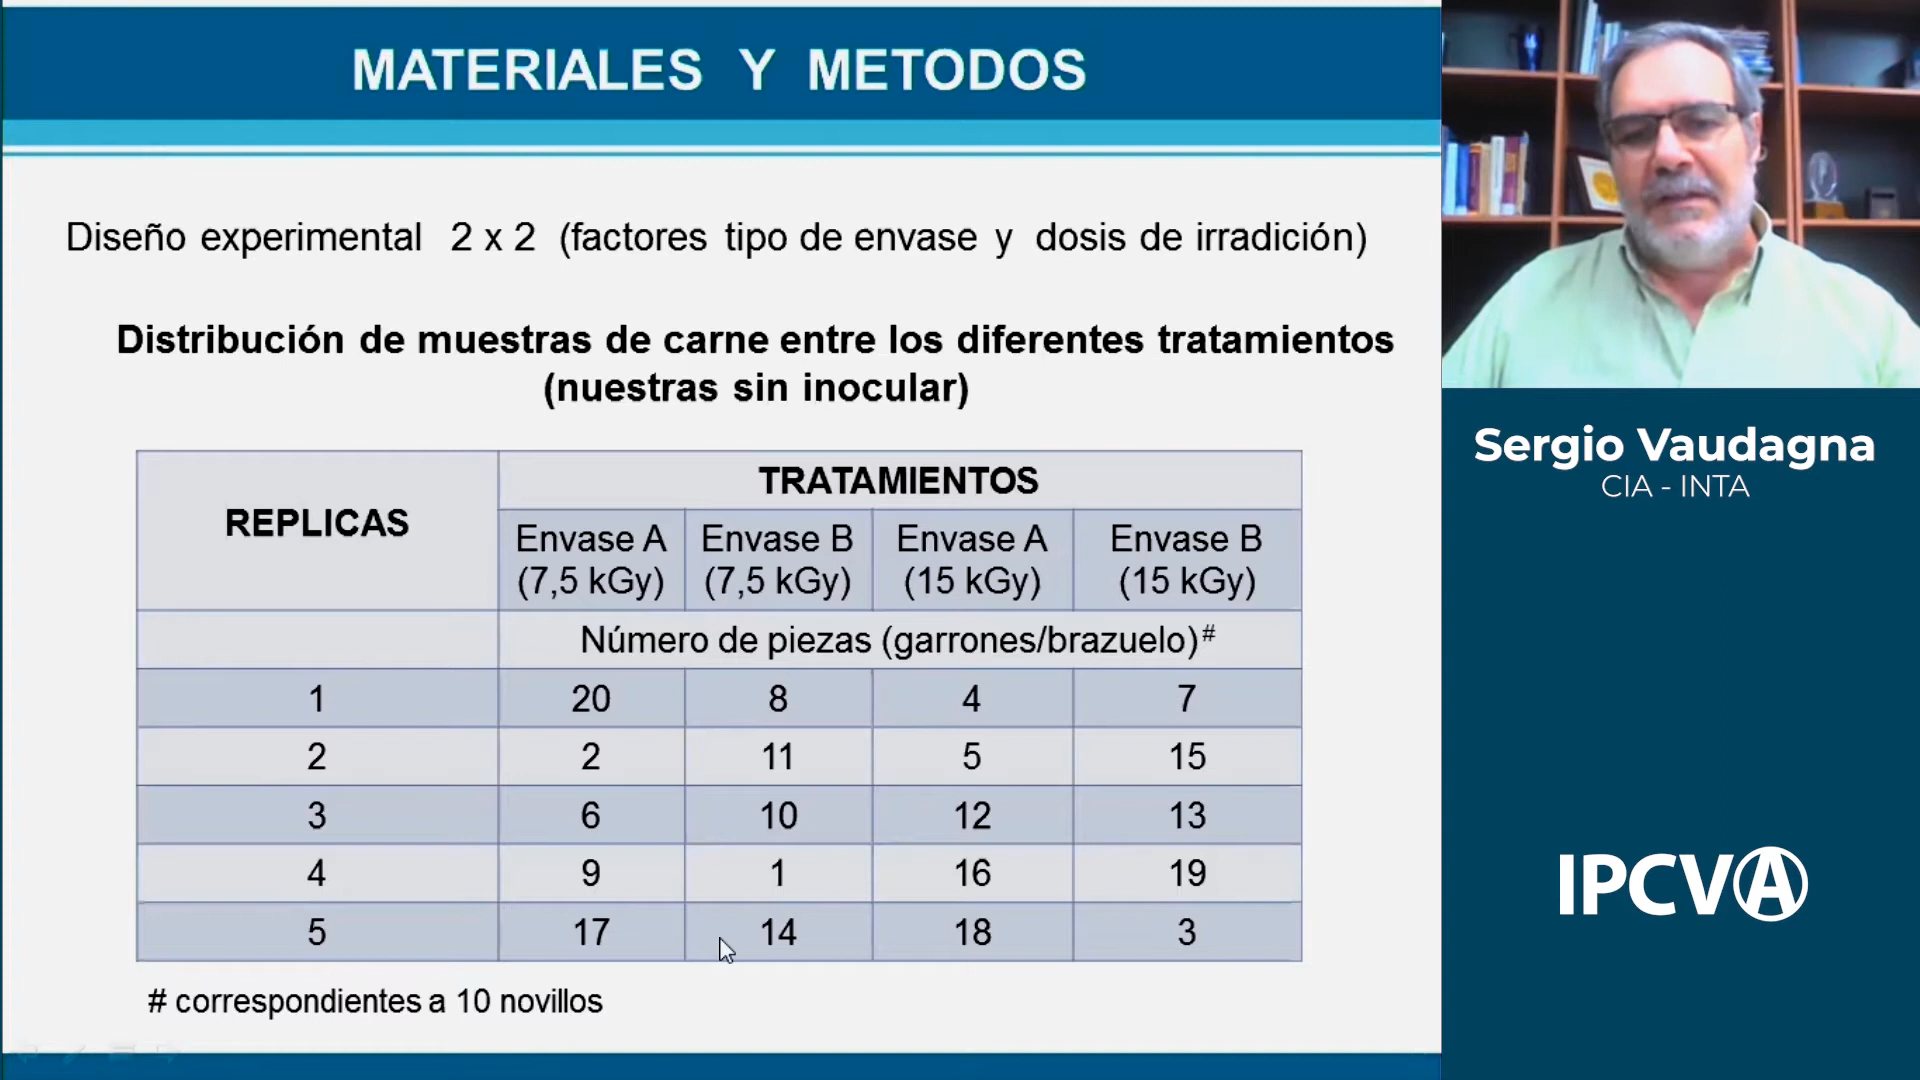 MATERIALES Y METODOS
Diseño experimental 2 x 2 (factores tipo de envase y dosis de irradición)
Distribución de muestras de carne entre los diferentes tratamientos
(nuestras sin inocular)
REPLICAS
TRATAMIENTOS
Envase A (7,5 kGy) Envase B (7,5 kGy) Envase A (15 kGy) Envase B (15 kGy)
Número de piezas (garrones/brazuelo)#
1 20 8 4 7
2 2 11 5 15
3 6 10 12 13
4 9 1 16 19
5 17 14 18 3
# correspondientes a 10 novillos
Sergio Vaudagna
CIA - INTA
IPCVA